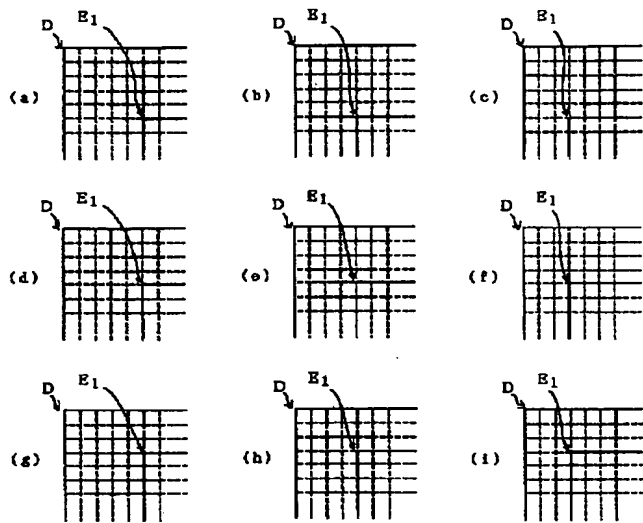 D E1 D E1 D E1
(a) (b) (c)
D E1 D E1 D E1
(d) (e) (f)
D E1 D E1 D E1
(g) (h) (i)